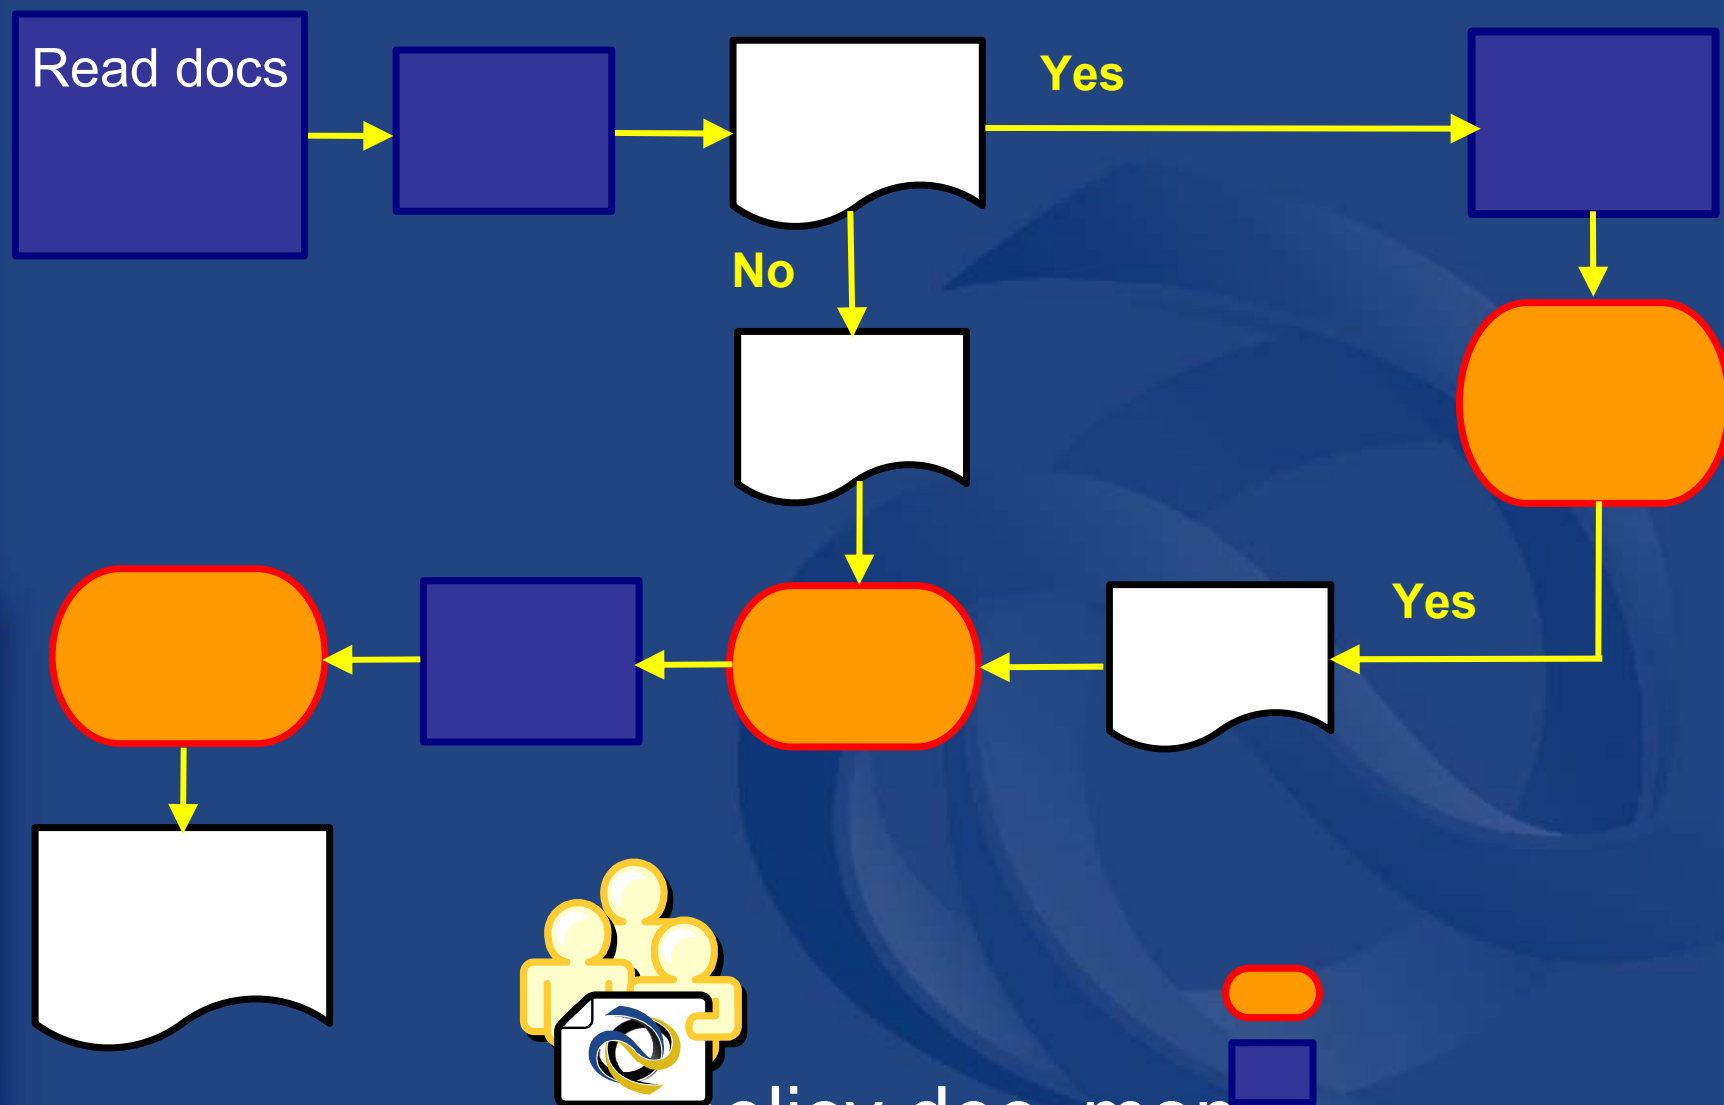 Read docs
Yes
No
Yes